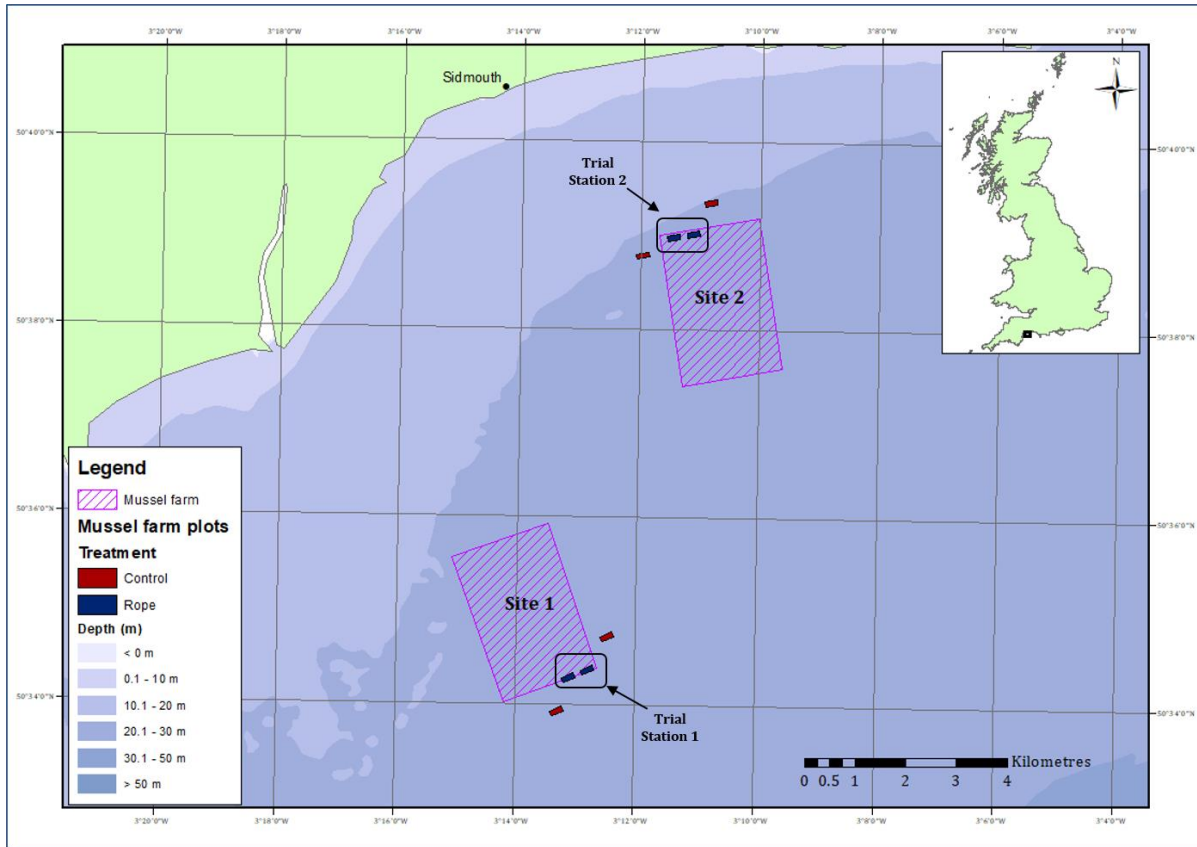 3°20'0"W 3°18'0"W 3°16'0"W 3°14'0"W 3°12'0"W 3°10'0"W 3°8'0"W 3°6'0"W 3°4'0"W
Sidmouth
N
50°40'0"N
50°40'0"N
Trial
Station 2
Site 2
50°38'0"N
50°38'0"N
Legend
Mussel farm
Mussel farm plots
Treatment
Control
Rope
Depth (m)
< 0 m
0.1 - 10 m
10.1 - 20 m
20.1 - 30 m
30.1 - 50 m
> 50 m
50°36'0"N
50°36'0"N
Site 1
50°34'0"N
50°34'0"N
Trial
Station 1
Kilometres
0 0.5 1 2 3 4
3°20'0"W 3°18'0"W 3°16'0"W 3°14'0"W 3°12'0"W 3°10'0"W 3°8'0"W 3°6'0"W 3°4'0"W